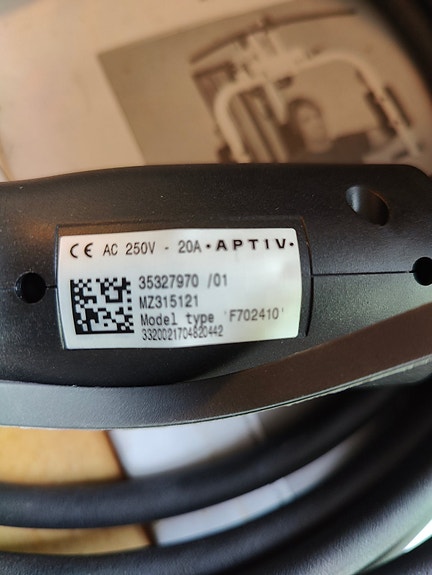 CE AC 250V - 20A • APTIV •
35327970 /01
MZ315121
Model type 'F702410'
3320021704820442